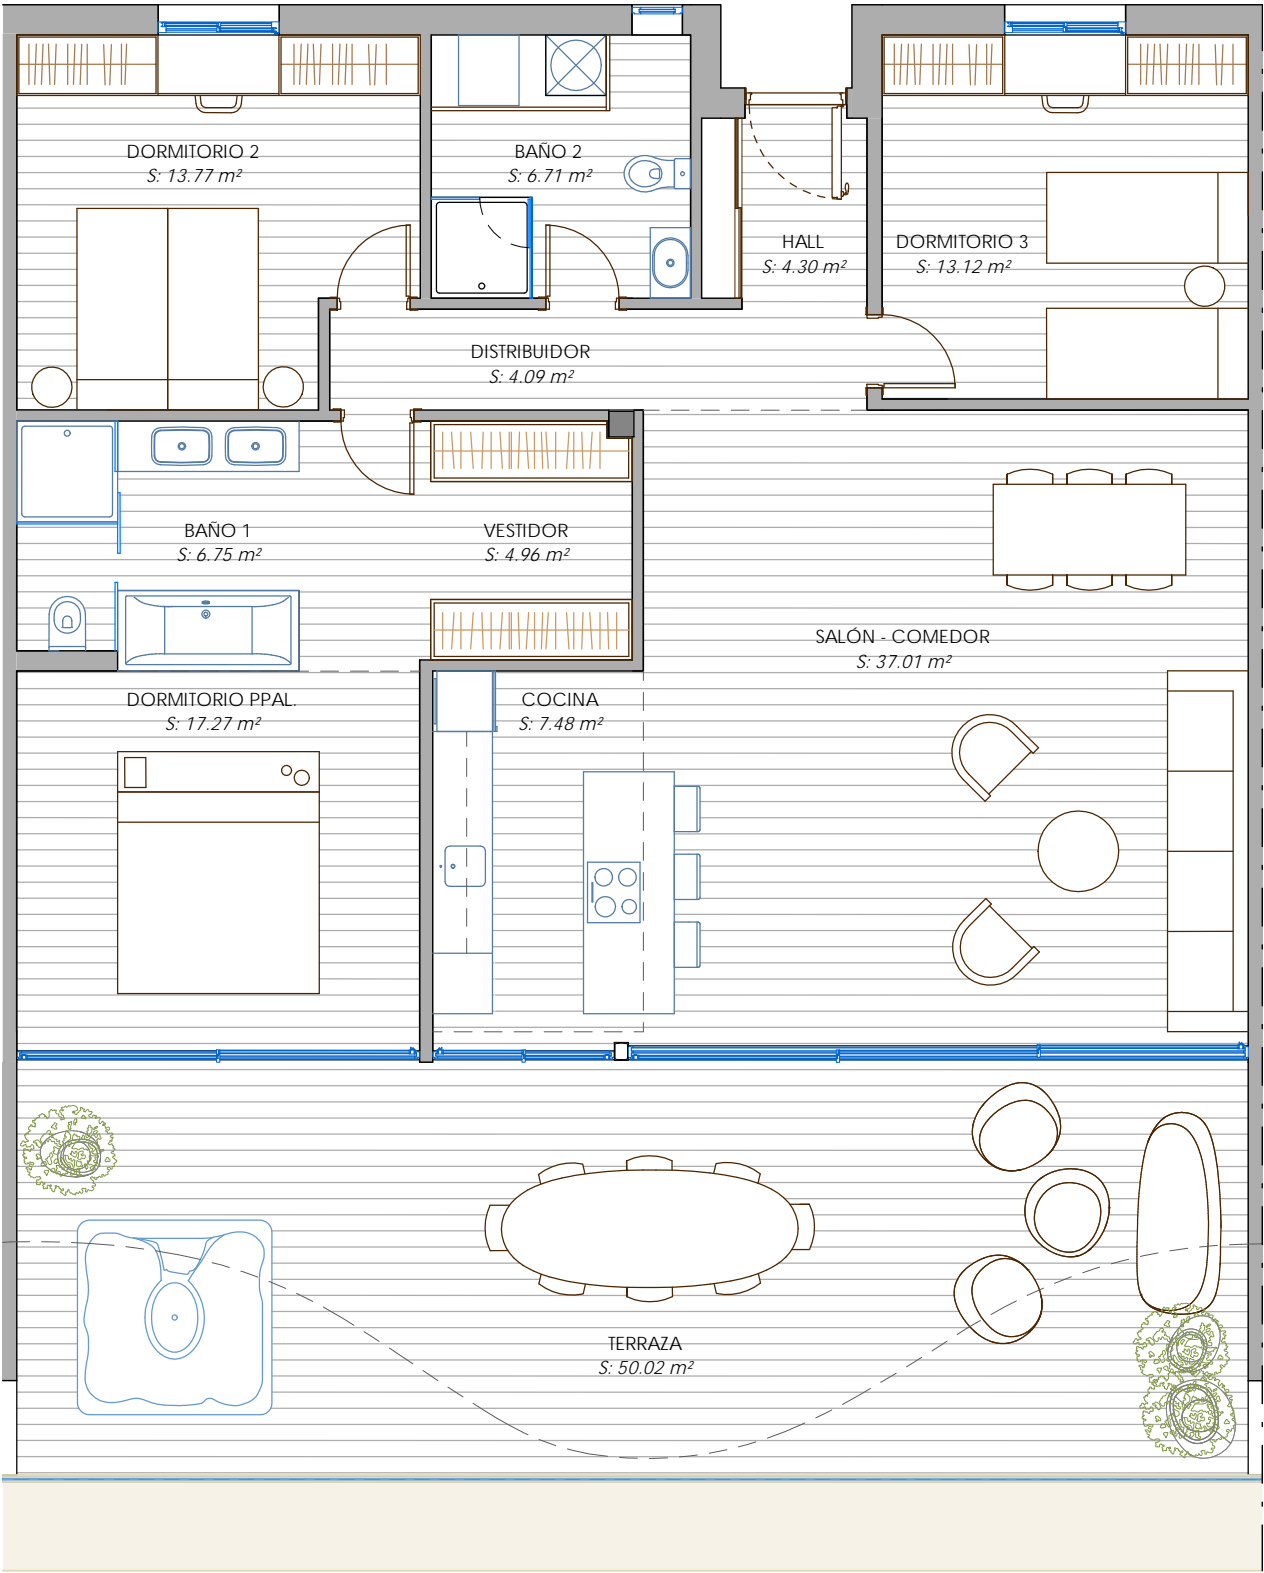 DORMITORIO 2
S: 13.77 m²
BAÑO 2
S: 6.71 m²
HALL
S: 4.30 m²
DORMITORIO 3
S: 13.12 m²
DISTRIBUIDOR
S: 4.09 m²
BAÑO 1
S: 6.75 m²
VESTIDOR
S: 4.96 m²
SALÓN - COMEDOR
S: 37.01 m²
DORMITORIO PPAL.
S: 17.27 m²
COCINA
S: 7.48 m²
TERRAZA
S: 50.02 m²